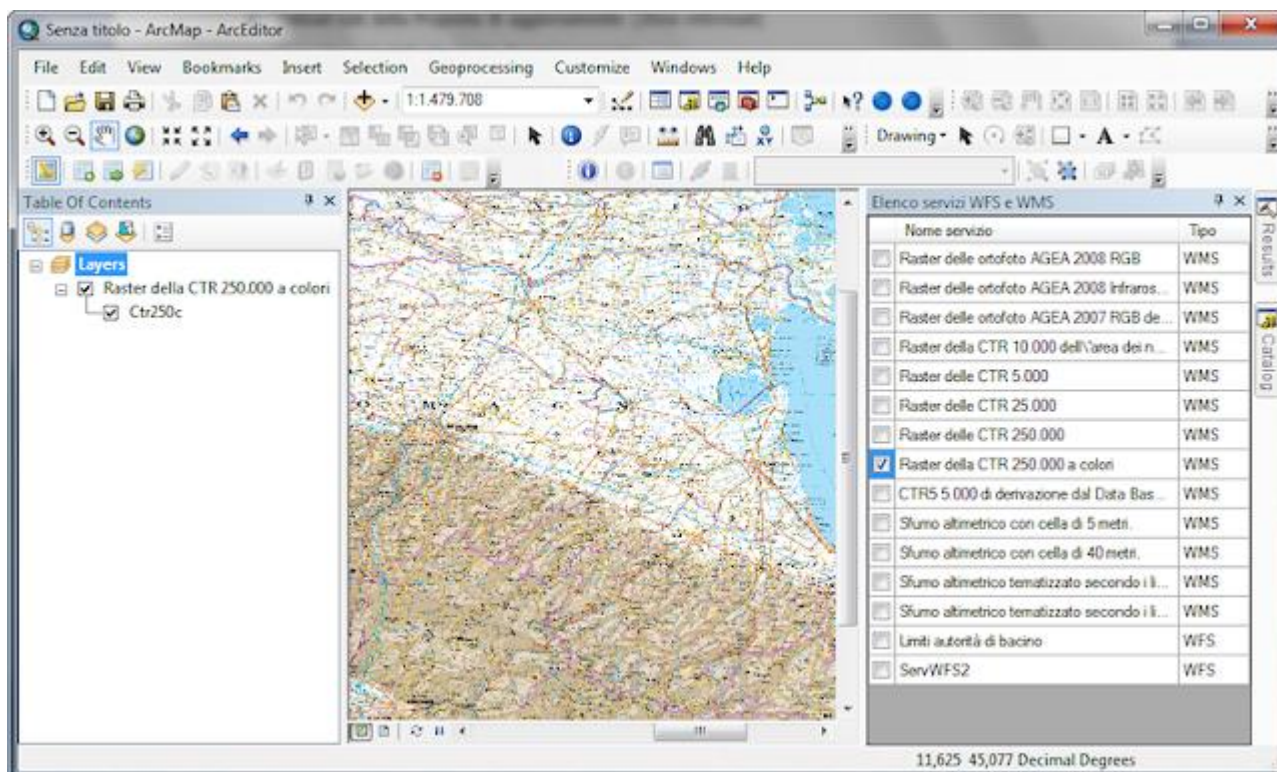 Senza titolo - ArcMap - ArcEditor
File Edit View Bookmarks Insert Selection Geoprocessing Customize Windows Help
1:1.479.708
Drawing
Table Of Contents
Layers
Raster della CTR 250.000 a colori
Ctr250c
Elenco servizi WFS e WMS
Nome servizio Tipo
Raster delle ortofoto AGEA 2008 RGB WMS
Raster delle ortofoto AGEA 2008 Infraros... WMS
Raster delle ortofoto AGEA 2007 RGB de... WMS
Raster della CTR 10.000 dell\'area dei n... WMS
Raster delle CTR 5.000 WMS
Raster delle CTR 25.000 WMS
Raster delle CTR 250.000 WMS
Raster della CTR 250.000 a colori WMS
CTR5 5.000 di derivazione dal Data Bas... WMS
Sfumo altimetrico con cella di 5 metri. WMS
Sfumo altimetrico con cella di 40 metri. WMS
Sfumo altimetrico tematizzato secondo i li... WMS
Sfumo altimetrico tematizzato secondo i li... WMS
Limiti autorità di bacino WFS
ServWFS2 WFS
Results
Catalog
11,625 45,077 Decimal Degrees